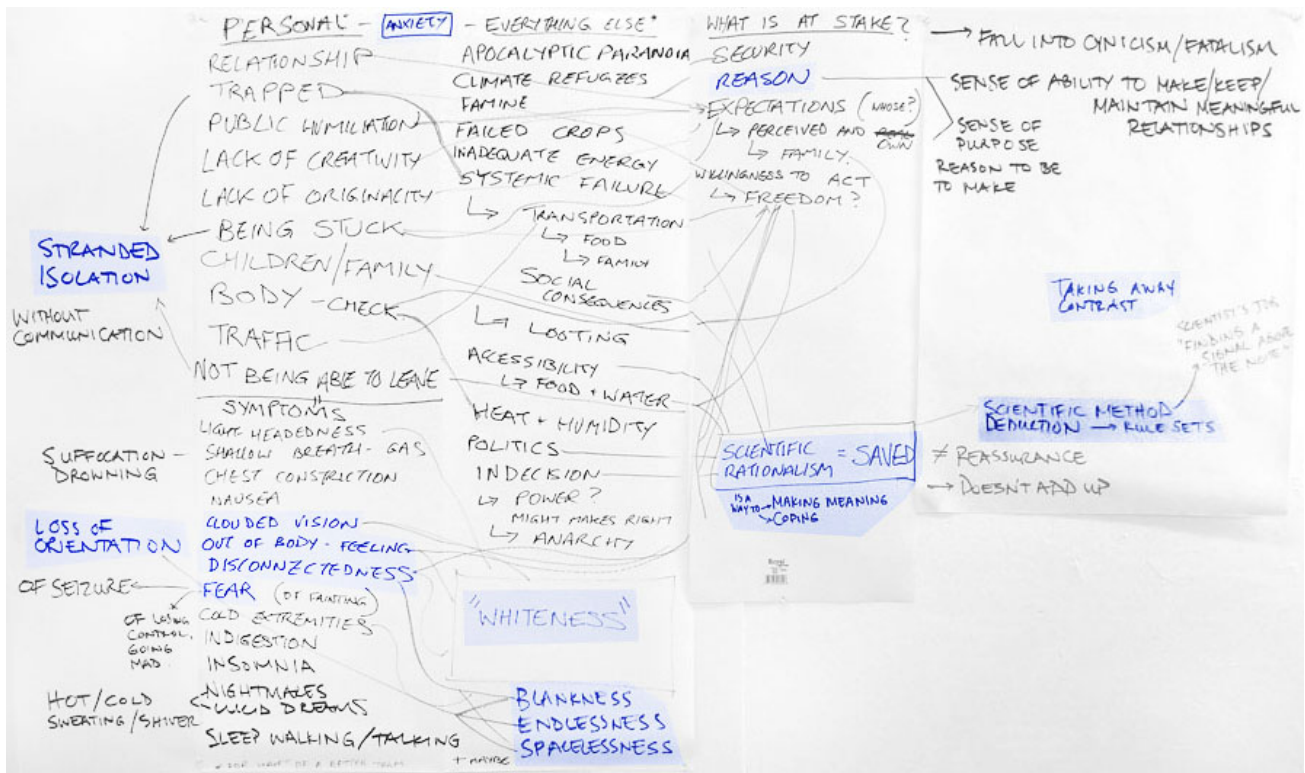 PERSONAL - ANXIETY - EVERYTHING ELSE*
RELATIONSHIP
TRAPPED
PUBLIC HUMILIATION
LACK OF CREATIVITY
LACK OF ORIGINALITY
BEING STUCK
CHILDREN/FAMILY
BODY - CHECK
TRAFFIC
NOT BEING ABLE TO LEAVE
STRANDED
ISOLATION
WITHOUT
COMMUNICATION
SYMPTOMS
LIGHT HEADEDNESS
SHALLOW BREATH - GAS
CHEST CONSTRICTION
NAUSEA
CLOUDED VISION
OUT OF BODY - FEELING
DISCONNECTEDNESS
FEAR (OF FAINTING)
COLD EXTREMITIES
INDIGESTION
INSOMNIA
NIGHTMARES
LUCID DREAMS
SLEEP WALKING/TALKING
* FOR WANT OF A BETTER TERM
SUFFOCATION -
DROWNING
LOSS OF
ORIENTATION
OF SEIZURE
OF LOSING
CONTROL,
GOING
MAD.
HOT/COLD
SWEATING/SHIVER
APOCALYPTIC PARANOIA
CLIMATE REFUGEES
FAMINE
FAILED CROPS
INADEQUATE ENERGY
SYSTEMIC FAILURE
↳ TRANSPORTATION
↳ FOOD
↳ FAMILY
SOCIAL
CONSEQUENCES
↳ LOOTING
ACCESSIBILITY
↳ FOOD + WATER
HEAT + HUMIDITY
POLITICS
INDECISION
↳ POWER?
MIGHT MAKES RIGHT
↳ ANARCHY
"WHITENESS"
BLANKNESS
ENDLESSNESS
SPACELESSNESS
+ MAYBE
WHAT IS AT STAKE?
SECURITY
REASON
EXPECTATIONS (WHOSE?)
↳ PERCEIVED AND OWN
↳ FAMILY.
WILLINGNESS TO ACT
↳ FREEDOM?
SCIENTIFIC
RATIONALISM = SAVED
IS A
WAY TO → MAKING MEANING
→ COPING
→ FALL INTO CYNICISM/FATALISM
SENSE OF ABILITY TO MAKE/KEEP/
MAINTAIN MEANINGFUL
RELATIONSHIPS
SENSE OF
PURPOSE
REASON TO BE
TO MAKE
TAKING AWAY
CONTRAST
SCIENTIST'S JOB
"FINDING A
SIGNAL ABOVE
THE NOISE"
SCIENTIFIC METHOD
DEDUCTION → RULE SETS
≠ REASSURANCE
→ DOESN'T ADD UP